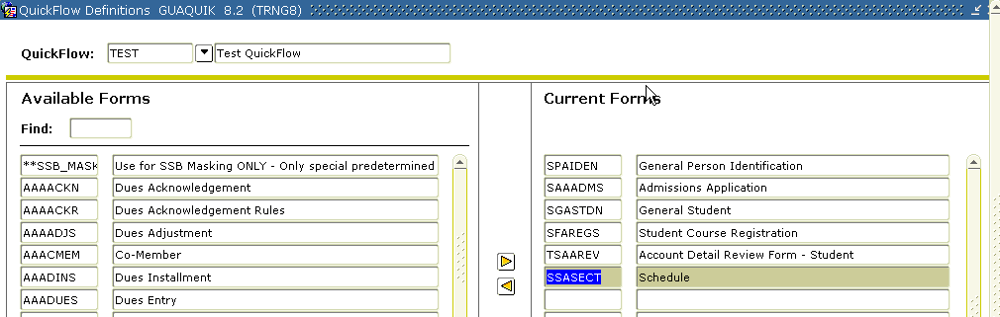 QuickFlow Definitions GUAQUIK 8.2 (TRNG8)
QuickFlow: TEST Test QuickFlow
Available Forms
Find:
**SSB_MASK Use for SSB Masking ONLY - Only special predetermined
AAAACKN Dues Acknowledgement
AAAACKR Dues Acknowledgement Rules
AAAADJS Dues Adjustment
AAACMEM Co-Member
AAADINS Dues Installment
AAADUES Dues Entry
Current Forms
SPAIDEN General Person Identification
SAAADMS Admissions Application
SGASTDN General Student
SFAREGS Student Course Registration
TSAAREV Account Detail Review Form - Student
SSASECT Schedule